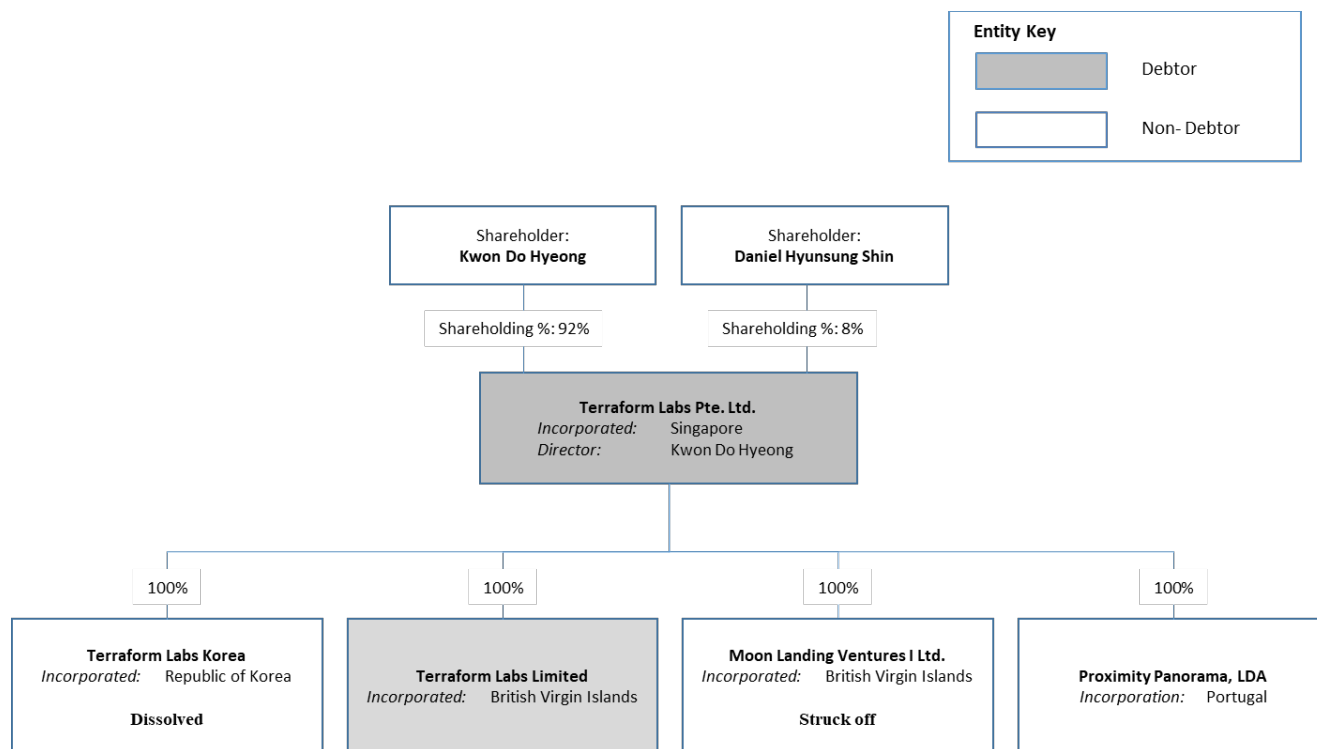 Entity Key
Debtor
Non- Debtor
Shareholder:
Kwon Do Hyeong
Shareholder:
Daniel Hyunsung Shin
Shareholding %: 92%
Shareholding %: 8%
Terraform Labs Pte. Ltd.
Incorporated: Singapore
Director: Kwon Do Hyeong
100%
100%
100%
100%
Terraform Labs Korea
Incorporated: Republic of Korea
Dissolved
Terraform Labs Limited
Incorporated: British Virgin Islands
Moon Landing Ventures I Ltd.
Incorporated: British Virgin Islands
Struck off
Proximity Panorama, LDA
Incorporation: Portugal